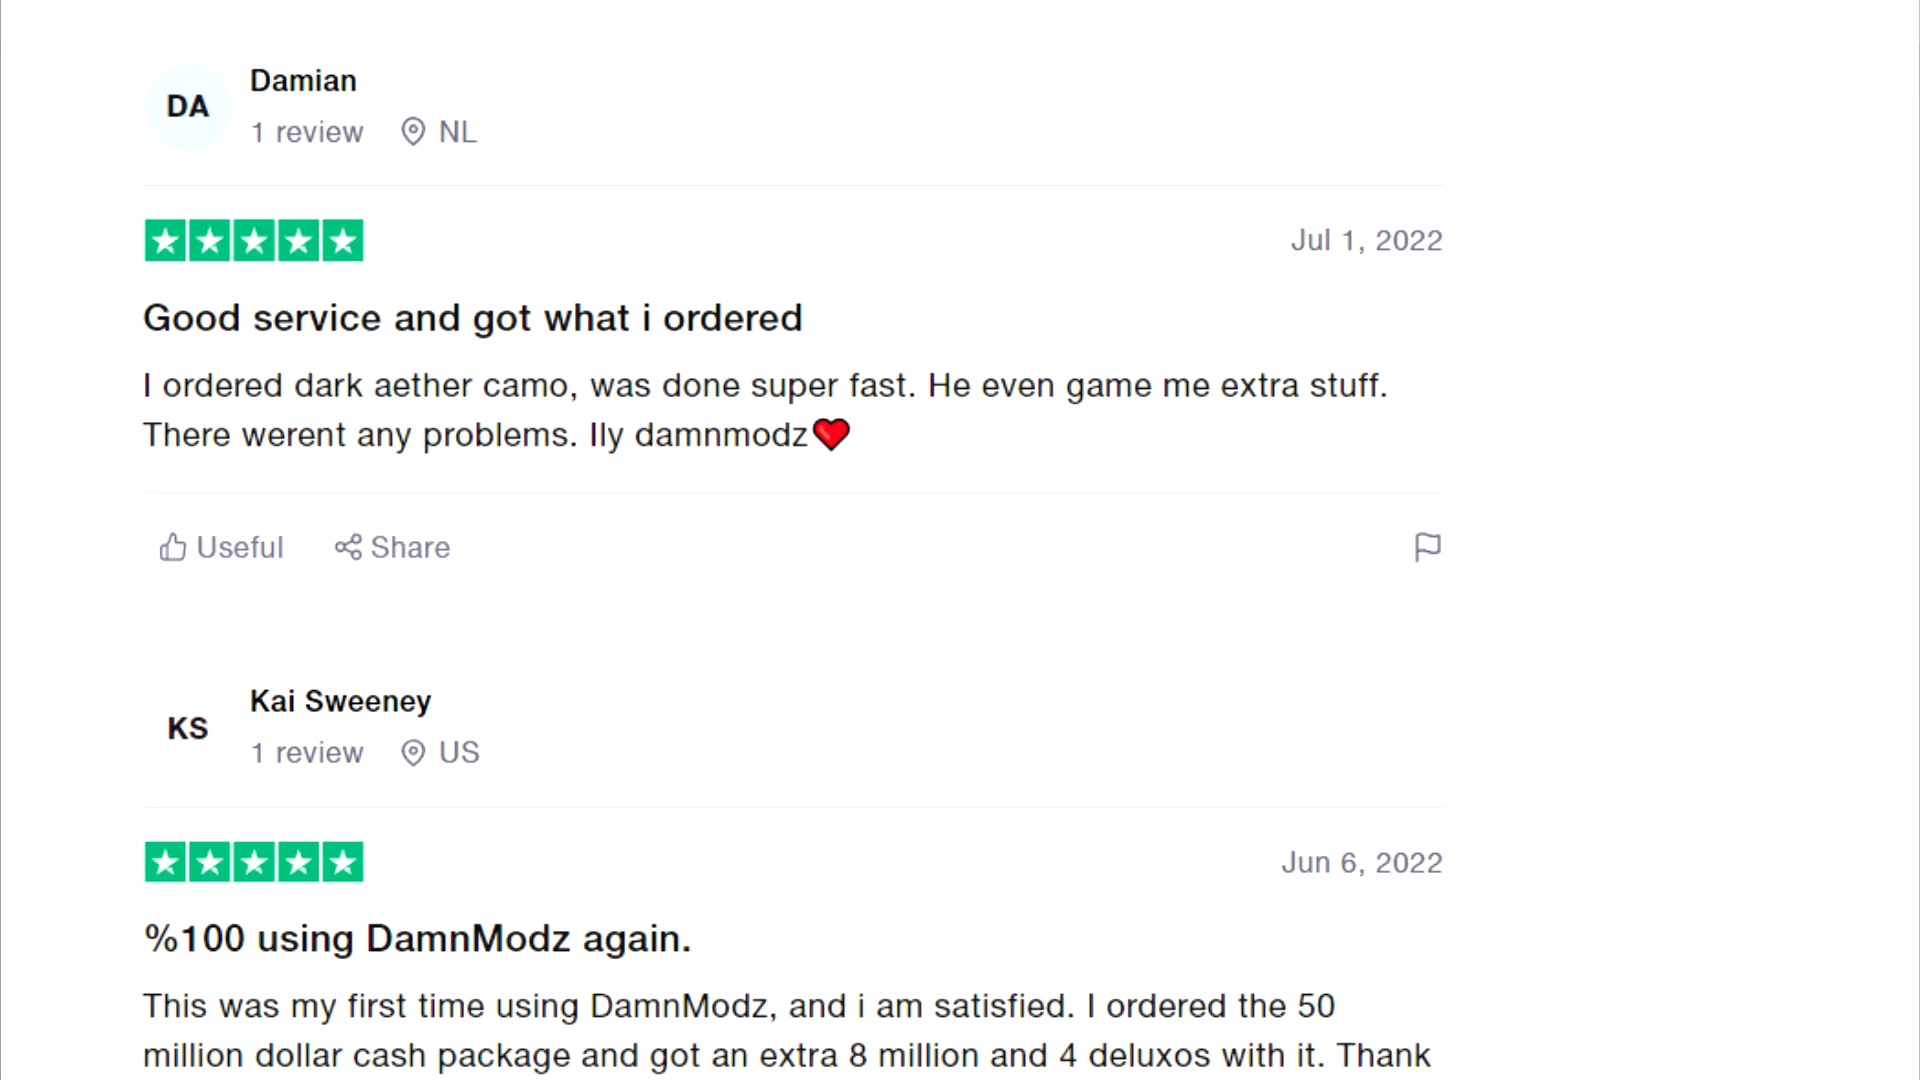 DA
Damian
1 review NL
Jul 1, 2022
Good service and got what i ordered
I ordered dark aether camo, was done super fast. He even game me extra stuff.
There werent any problems. Ily damnmodz❤️
Useful Share
KS
Kai Sweeney
1 review US
Jun 6, 2022
%100 using DamnModz again.
This was my first time using DamnModz, and i am satisfied. I ordered the 50
million dollar cash package and got an extra 8 million and 4 deluxos with it. Thank